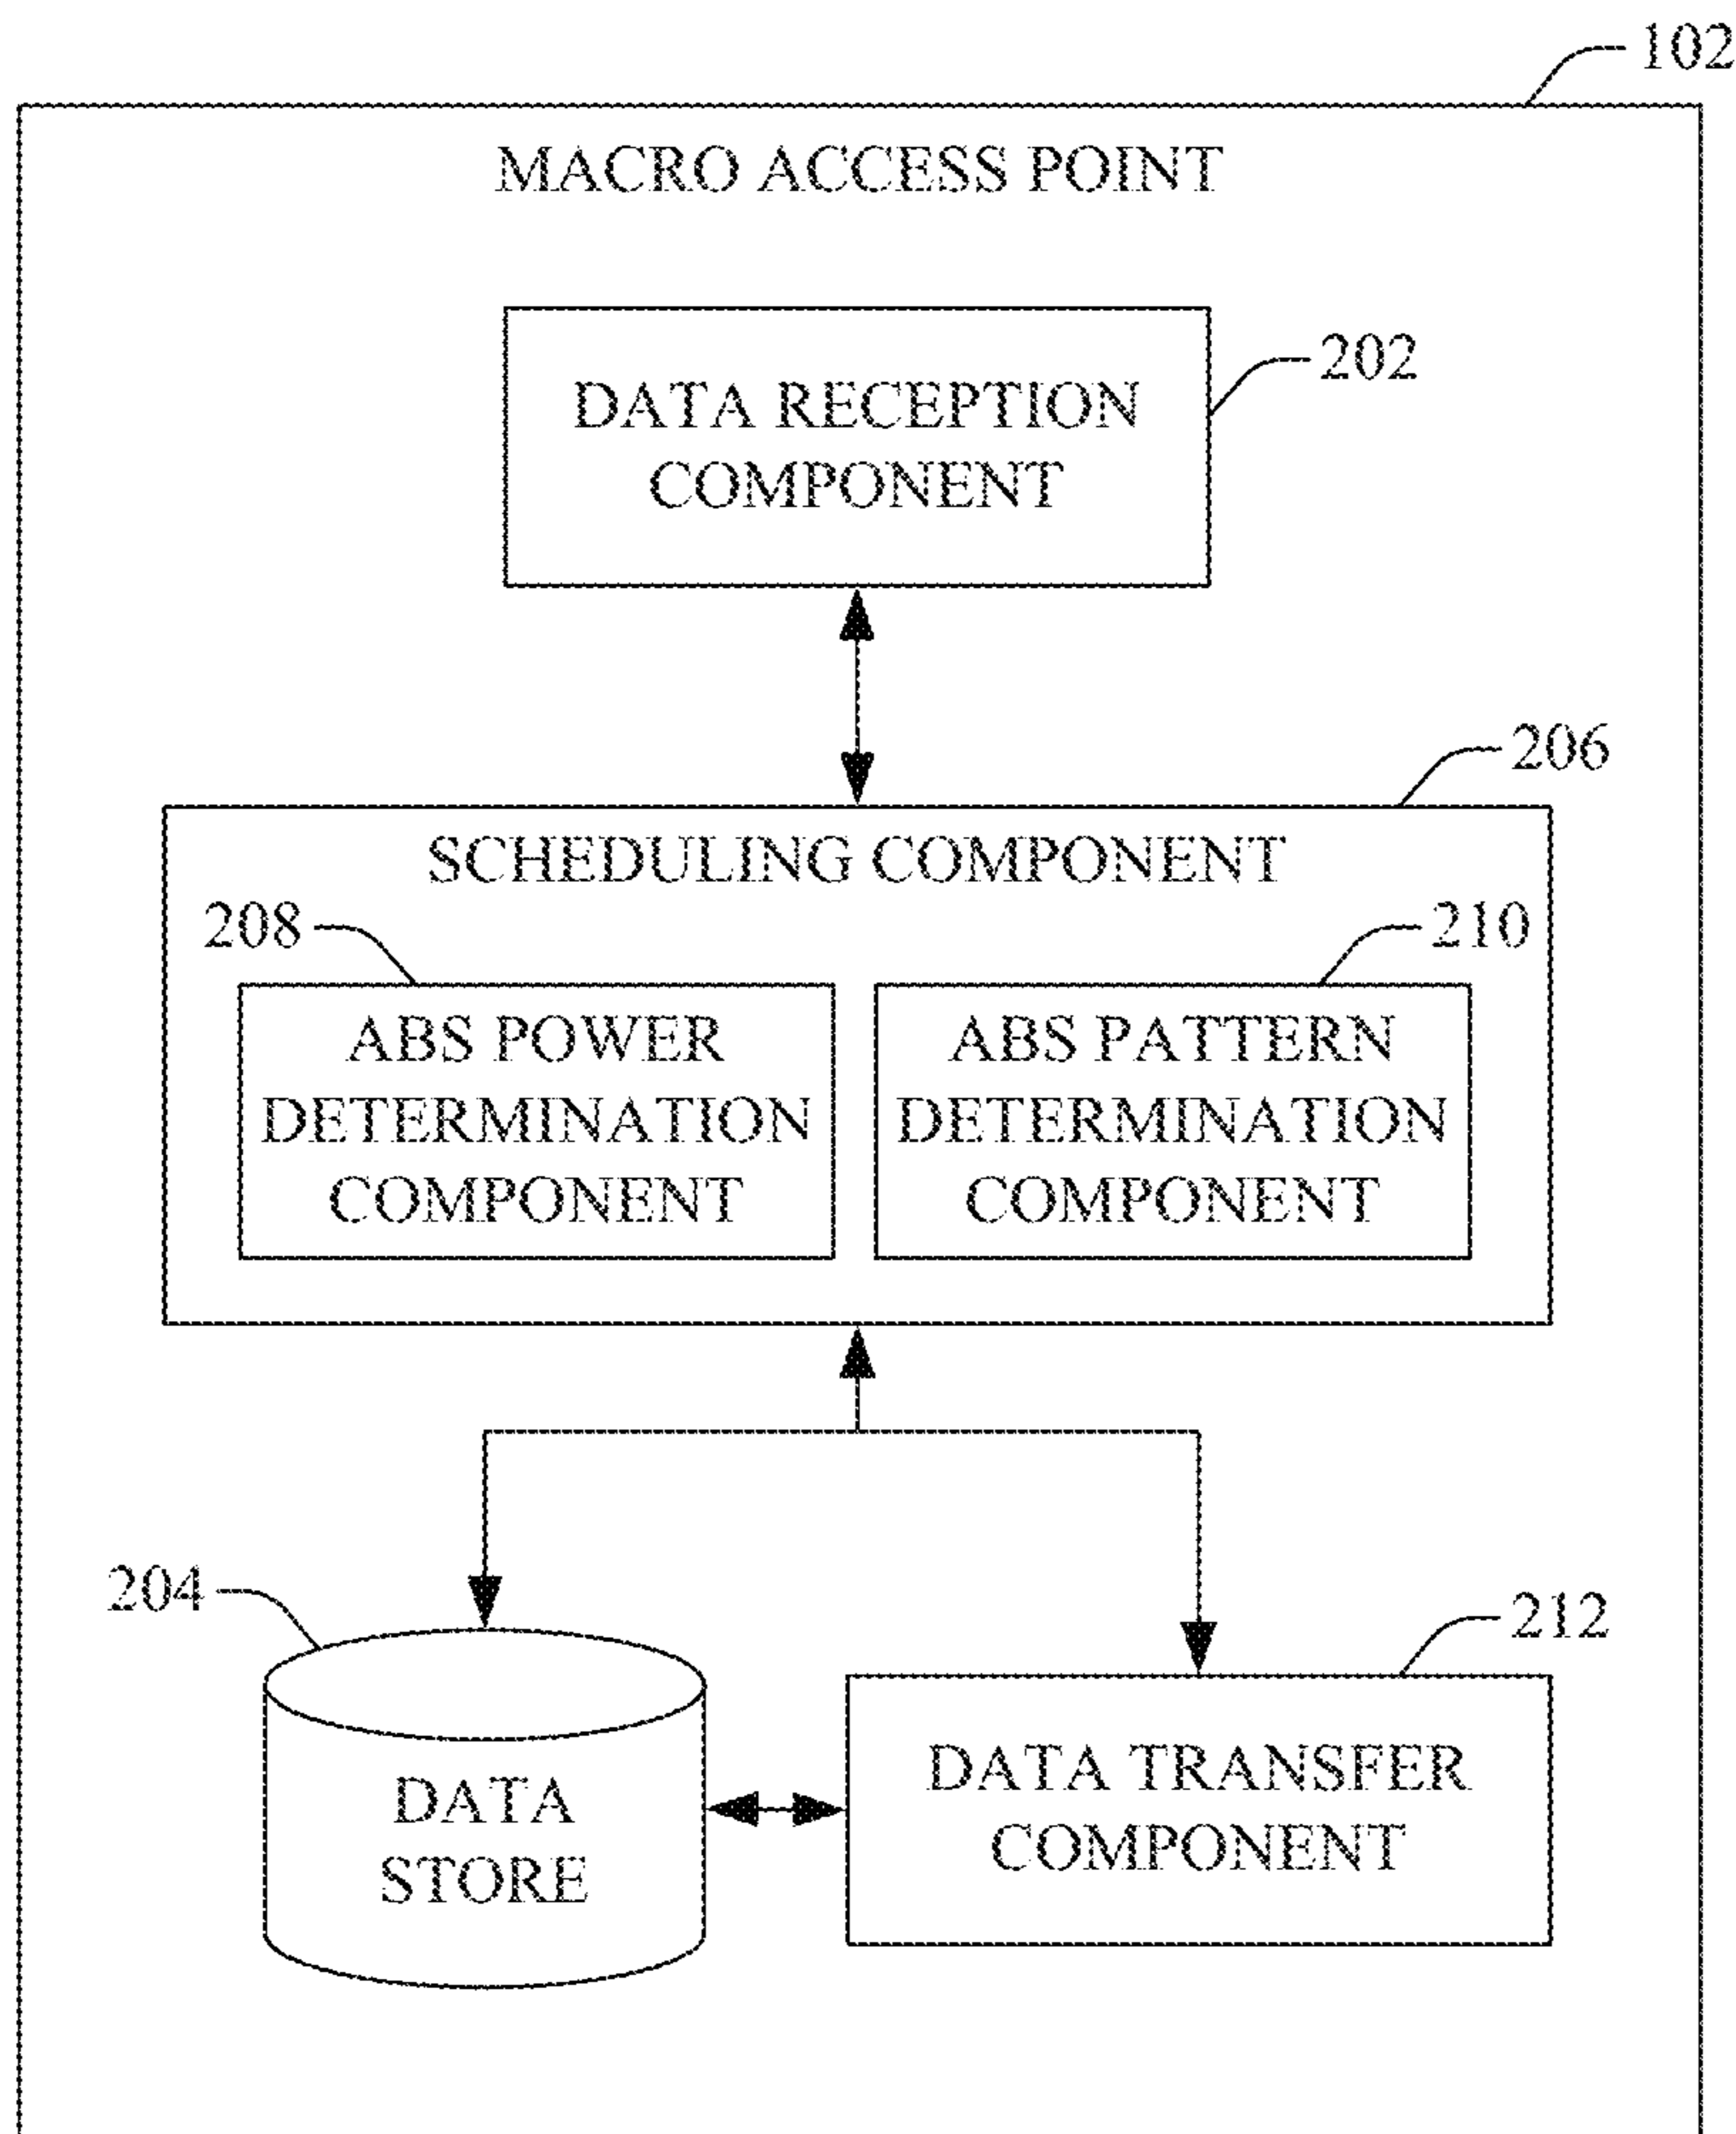 102
MACRO ACCESS POINT
202
DATA RECEPTION
COMPONENT
206
SCHEDULING COMPONENT
208
210
ABS POWER
DETERMINATION
COMPONENT
ABS PATTERN
DETERMINATION
COMPONENT
204
212
DATA
STORE
DATA TRANSFER
COMPONENT